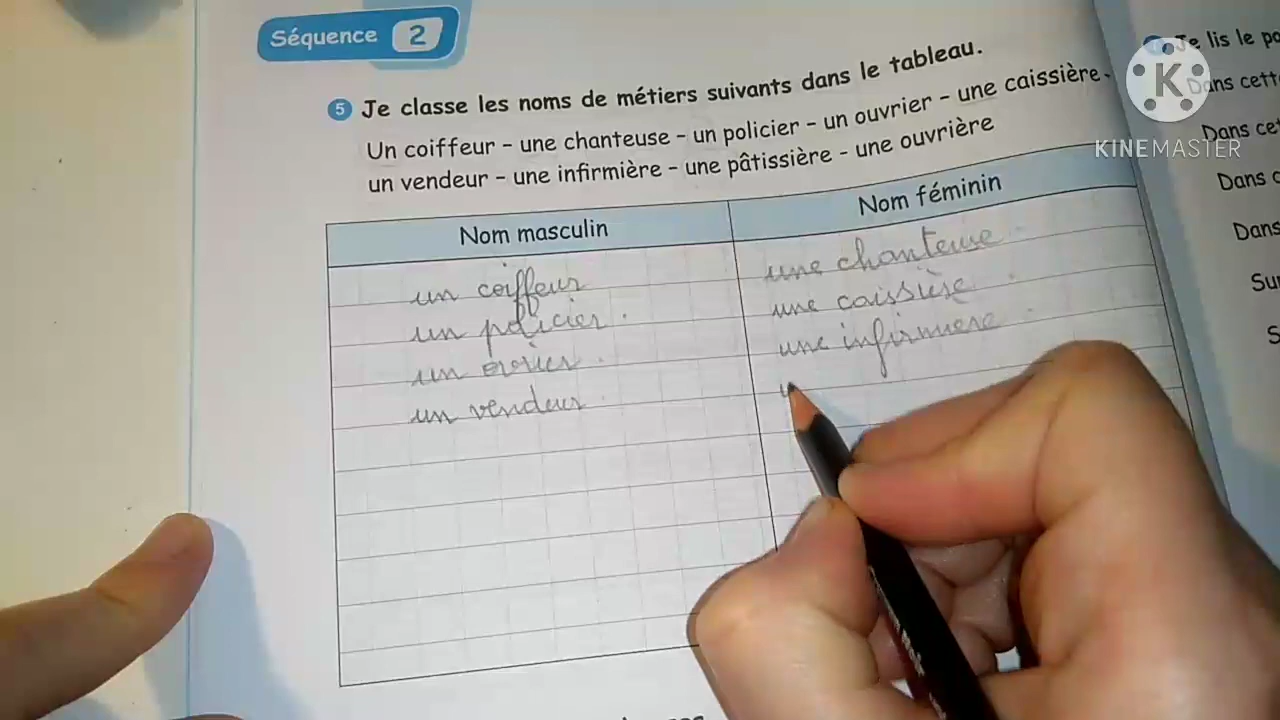 Séquence 2
5 Je classe les noms de métiers suivants dans le tableau.
Un coiffeur - une chanteuse - un policier - un ouvrier - une caissière -
un vendeur - une infirmière - une pâtissière - une ouvrière
Nom masculin Nom féminin
un coiffeur une chanteuse
un policier une caissière
un une infirmière
un vendeur
Je lis le
Dans cett
Dans
Dans
Dans
K
KINEMASTER